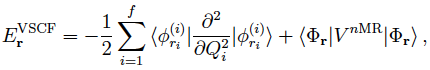 E_{\mathbf{r}}^{\mathrm{VSCF}} = -\frac{1}{2} \sum_{i=1}^{f} \langle \phi_{r_i}^{(i)} | \frac{\partial^2}{\partial Q_i^2} | \phi_{r_i}^{(i)} \rangle + \langle \Phi_{\mathbf{r}} | V^{n\mathrm{MR}} | \Phi_{\mathbf{r}} \rangle \, ,